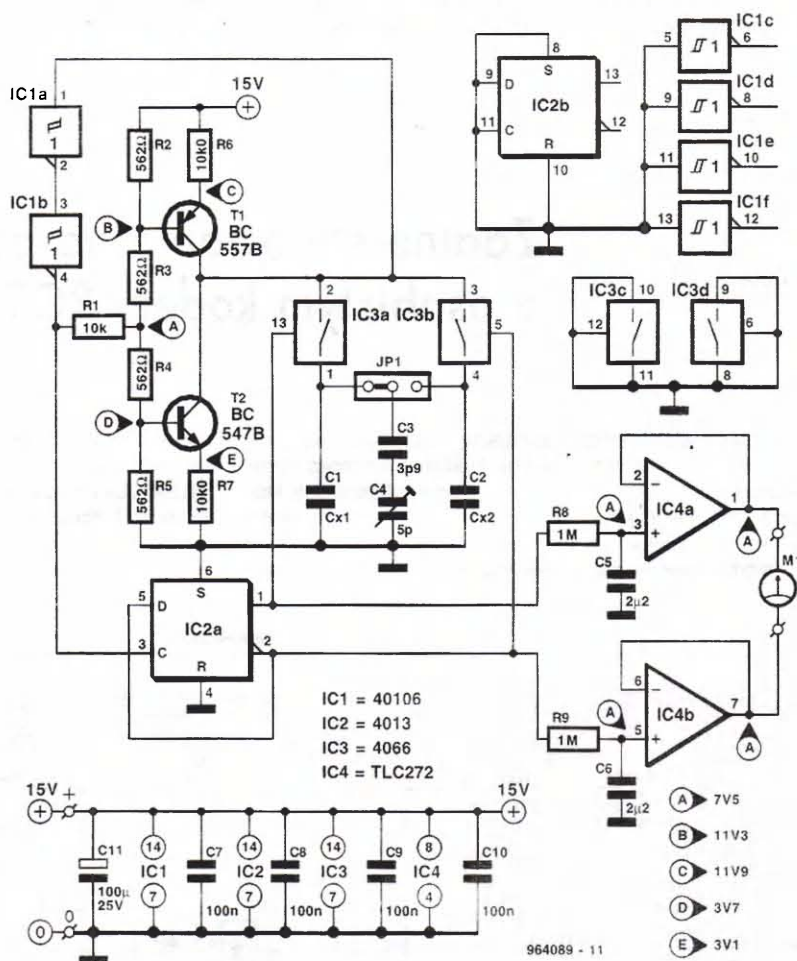 15V
+
IC1a
1
1
2
IC1b
3
1
4
R1
10k
A
R2
562Ω
R6
10k0
C
B
T1
BC
557B
R3
562Ω
R4
562Ω
D
T2
BC
547B
E
R5
562Ω
R7
10k0
2
3
13
IC3a
IC3b
5
1
JP1
4
C3
3p9
C1
Cx1
C4
5p
C2
Cx2
6
S
5
D
1
IC2a
3
C
2
R
4
8
S
9
D
13
IC2b
11
C
12
R
10
5
1
IC1c
6
9
1
IC1d
8
11
1
IC1e
10
13
1
IC1f
12
IC3c
10
12
11
IC3d
9
6
8
R8
1M
A
2
−
3
+
IC4a
1
A
C5
2μ2
M1
R9
1M
A
6
−
5
+
IC4b
7
A
C6
2μ2
IC1 = 40106
IC2 = 4013
IC3 = 4066
IC4 = TLC272
15V
+
+
15V
+
C11
100μ
25V
14
IC1
7
C7
100n
14
IC2
7
C8
100n
14
IC3
7
C9
100n
8
IC4
4
C10
100n
0
0
964089 - 11
A 7V5
B 11V3
C 11V9
D 3V7
E 3V1